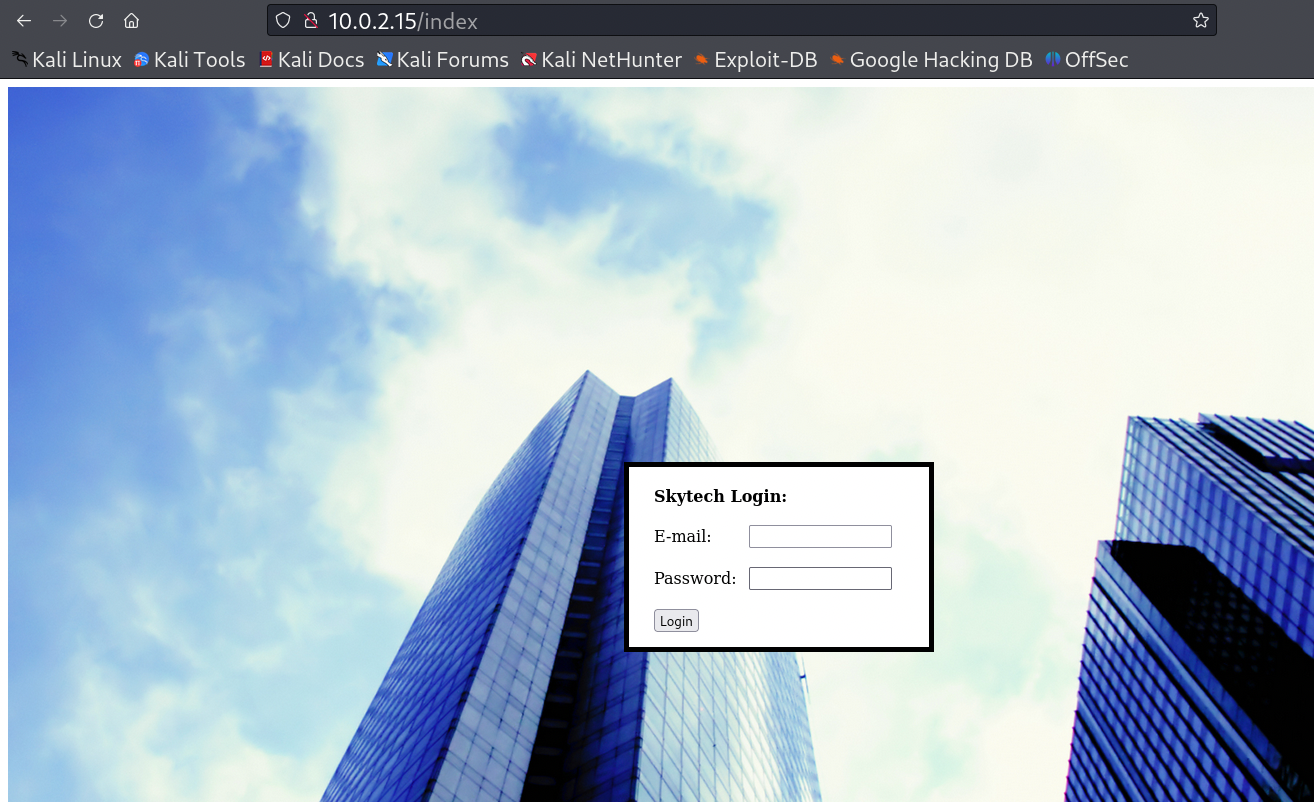 10.0.2.15/index
Kali Linux Kali Tools Kali Docs Kali Forums Kali NetHunter Exploit-DB Google Hacking DB OffSec
Skytech Login:
E-mail:
Password:
Login